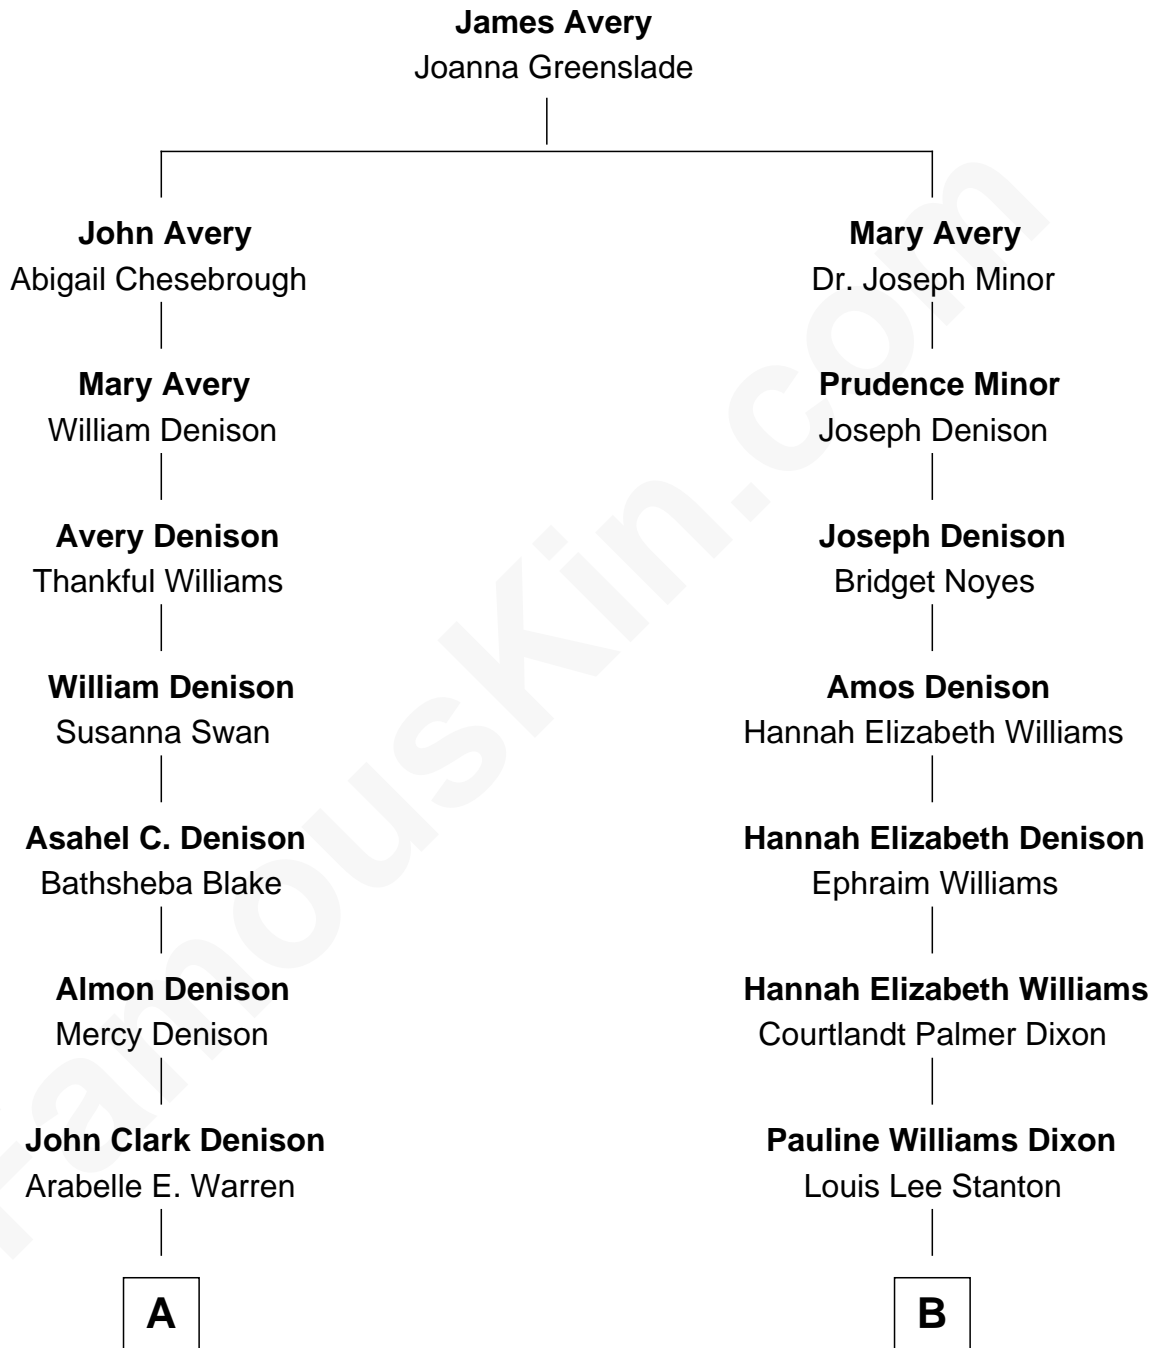 James Avery
Joanna Greenslade
John Avery
Abigail Chesebrough
Mary Avery
Dr. Joseph Minor
Mary Avery
William Denison
Prudence Minor
Joseph Denison
Avery Denison
Thankful Williams
Joseph Denison
Bridget Noyes
William Denison
Susanna Swan
Amos Denison
Hannah Elizabeth Williams
Asahel C. Denison
Bathsheba Blake
Hannah Elizabeth Denison
Ephraim Williams
Almon Denison
Mercy Denison
Hannah Elizabeth Williams
Courtlandt Palmer Dixon
John Clark Denison
Arabelle E. Warren
Pauline Williams Dixon
Louis Lee Stanton
A
B
FamousKin.com